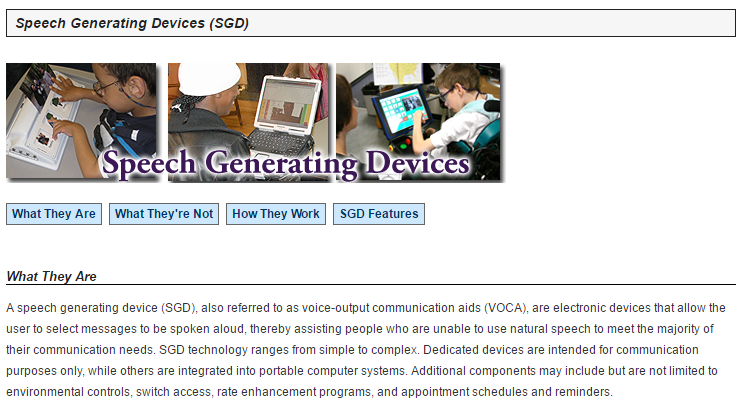 Speech Generating Devices (SGD)
Speech Generating Devices
What They Are What They're Not How They Work SGD Features
What They Are
A speech generating device (SGD), also referred to as voice-output communication aids (VOCA), are electronic devices that allow the
user to select messages to be spoken aloud, thereby assisting people who are unable to use natural speech to meet the majority of
their communication needs. SGD technology ranges from simple to complex. Dedicated devices are intended for communication
purposes only, while others are integrated into portable computer systems. Additional components may include but are not limited to
environmental controls, switch access, rate enhancement programs, and appointment schedules and reminders.